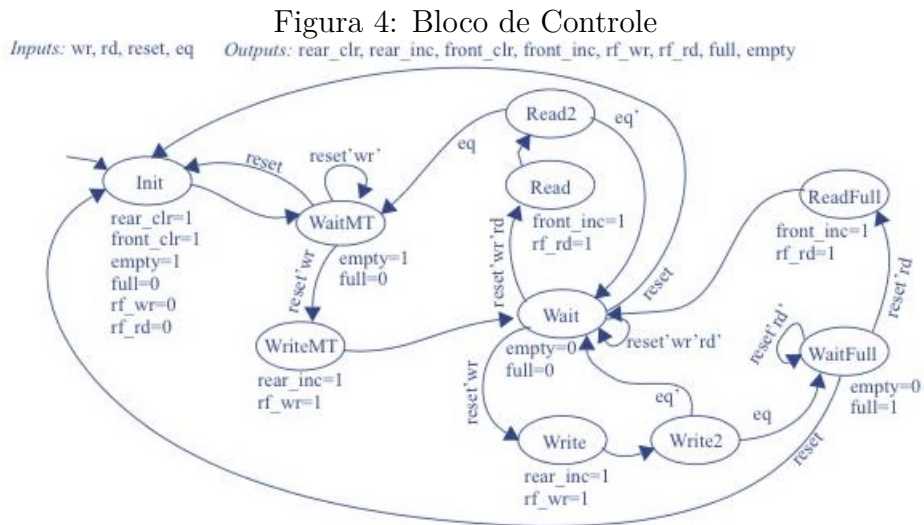 Figura 4: Bloco de Controle
Inputs: wr, rd, reset, eq Outputs: rear_clr, rear_inc, front_clr, front_inc, rf_wr, rf_rd, full, empty
Init
rear_clr=1
front_clr=1
empty=1
full=0
rf_wr=0
rf_rd=0
reset
reset'wr'
WaitMT
empty=1
full=0
reset'wr
WriteMT
rear_inc=1
rf_wr=1
eq
Read2
eq'
Read
front_inc=1
rf_rd=1
reset'wr'rd
reset
Wait
empty=0
full=0
reset'wr'rd'
reset'wr
Write
rear_inc=1
rf_wr=1
eq'
Write2
eq
ReadFull
front_inc=1
rf_rd=1
reset'rd
reset'rd'
WaitFull
empty=0
full=1
reset